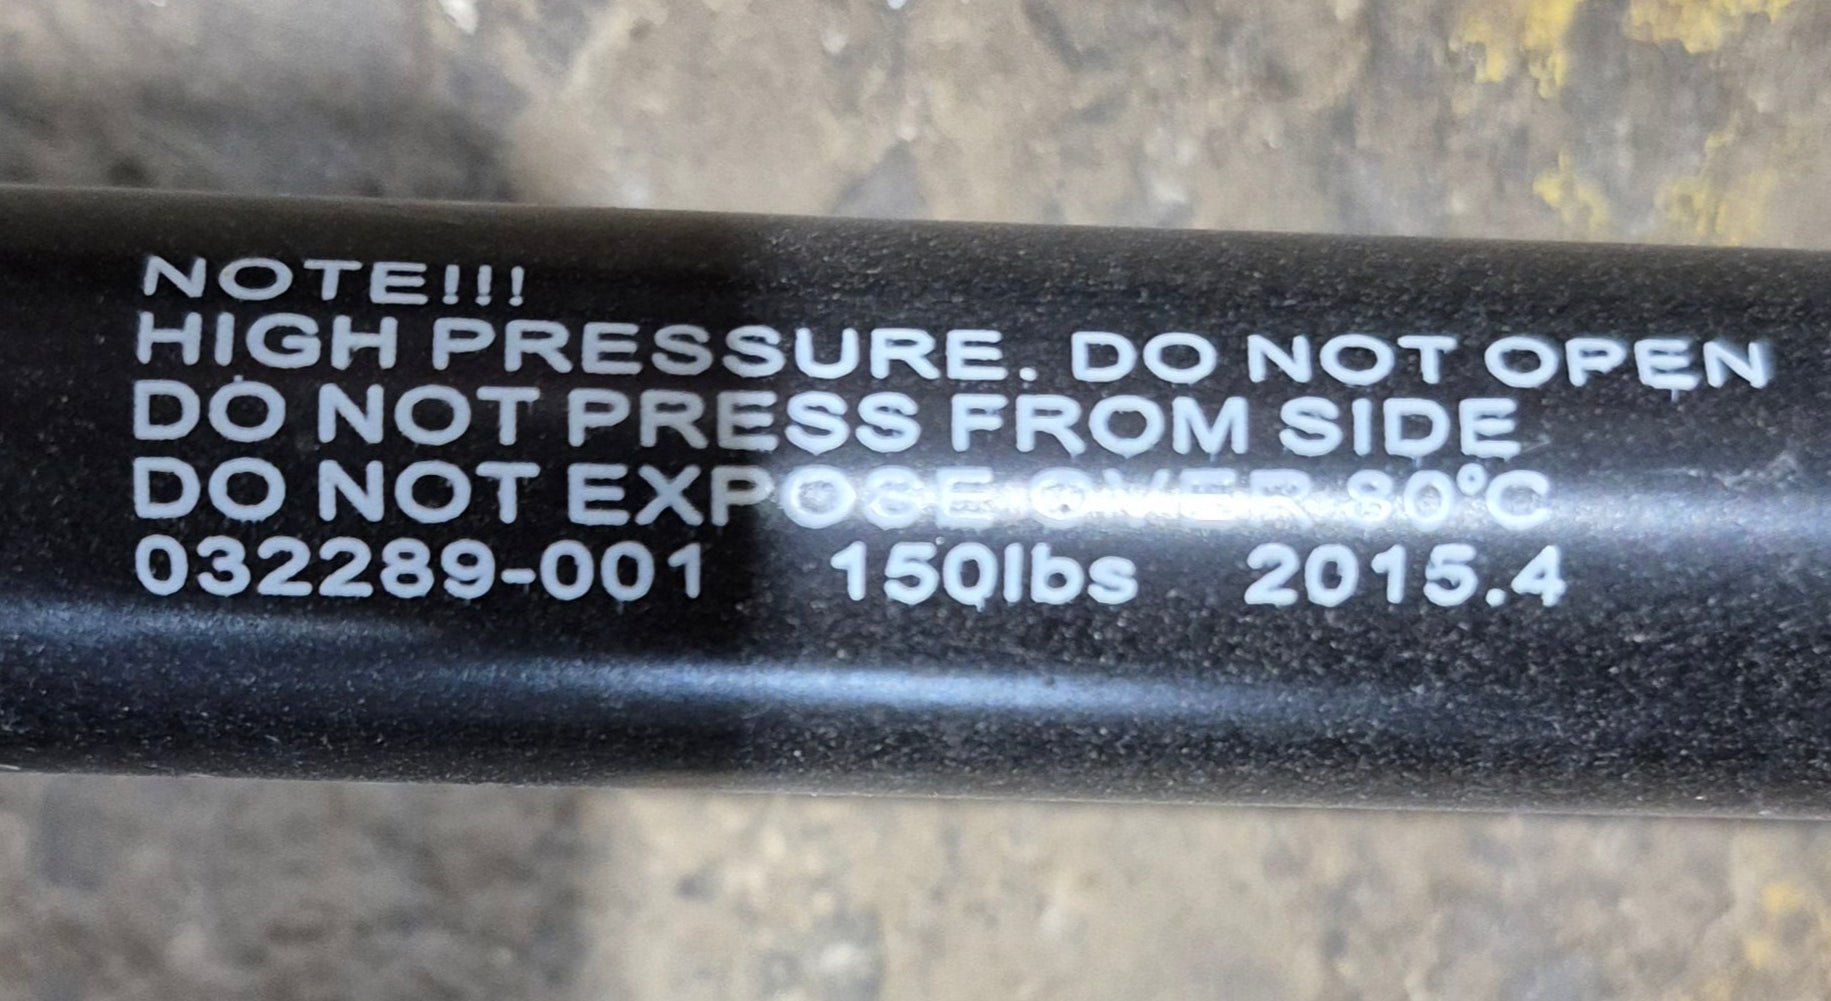 NOTE!!!
HIGH PRESSURE. DO NOT OPEN
DO NOT PRESS FROM SIDE
DO NOT EXPOSE OVER 80°C
032289-001 150lbs 2015.4